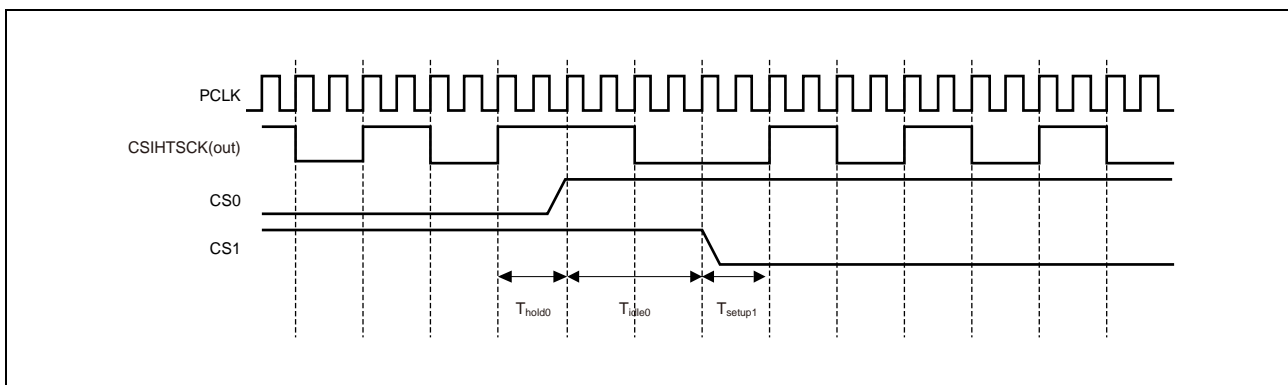 PCLK
CSIHTSCK(out)
CS0
CS1
Thold0 Tidle0 Tsetup1